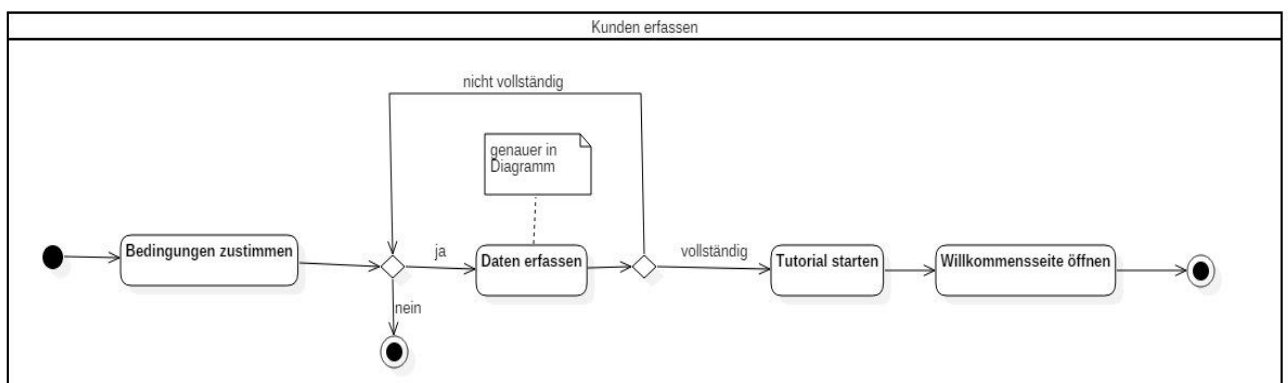 Kunden erfassen
nicht vollständig
genauer in
Diagramm
Bedingungen zustimmen
ja
Daten erfassen
vollständig
Tutorial starten
Willkommensseite öffnen
nein